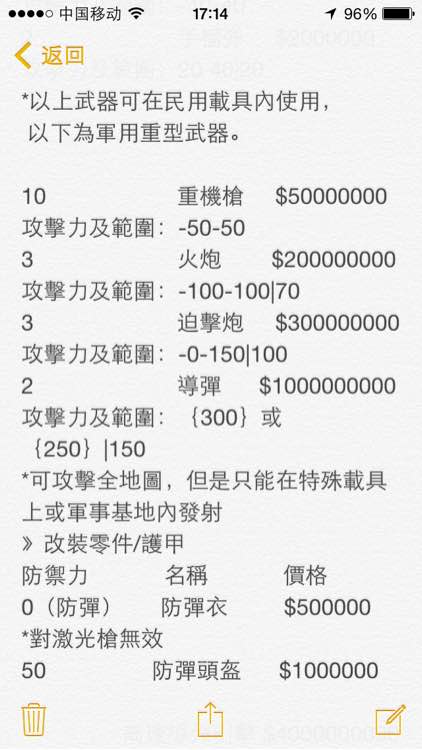 中国移动 17:14 96%
返回
*以上武器可在民用載具內使用，
以下為軍用重型武器。
10 重機槍 $50000000
攻擊力及範圍：-50-50
3 火炮 $200000000
攻擊力及範圍：-100-100|70
3 迫擊炮 $300000000
攻擊力及範圍：-0-150|100
2 導彈 $1000000000
攻擊力及範圍：｛300｝或
｛250｝|150
*可攻擊全地圖，但是只能在特殊載具
上或軍事基地內發射
》改裝零件/護甲
防禦力 名稱 價格
0（防彈） 防彈衣 $500000
*對激光槍無效
50 防彈頭盔 $1000000